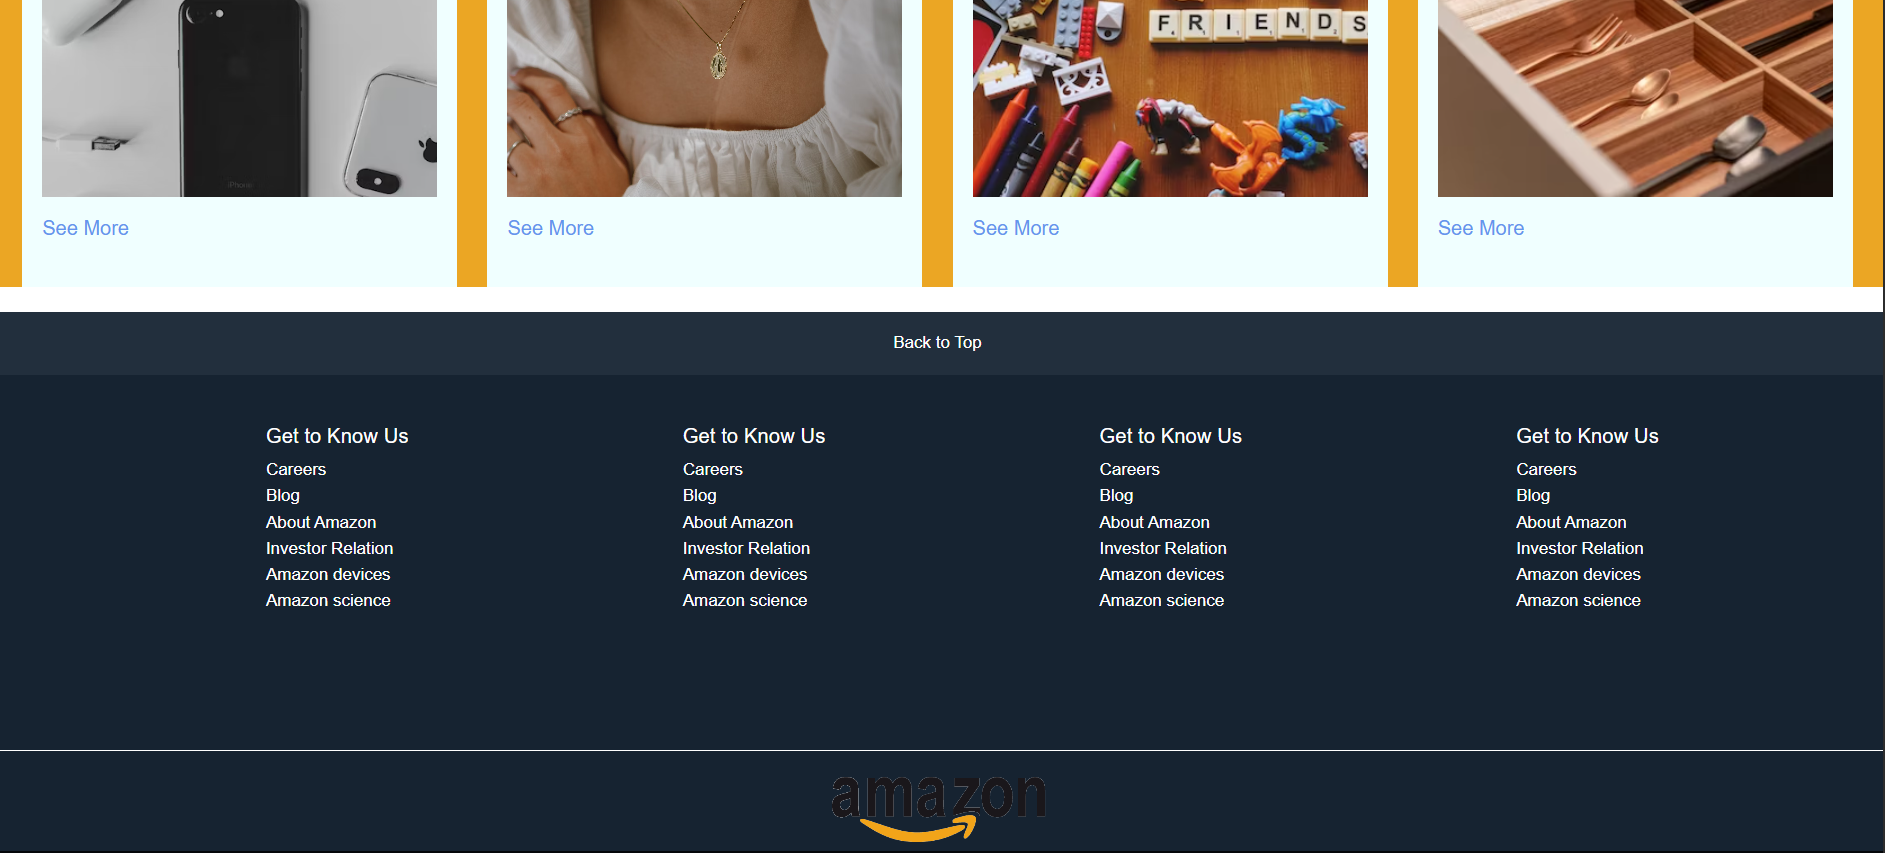 iPhone
FRIENDS
See More
See More
See More
See More
Back to Top
Get to Know Us
Careers
Blog
About Amazon
Investor Relation
Amazon devices
Amazon science
Get to Know Us
Careers
Blog
About Amazon
Investor Relation
Amazon devices
Amazon science
Get to Know Us
Careers
Blog
About Amazon
Investor Relation
Amazon devices
Amazon science
Get to Know Us
Careers
Blog
About Amazon
Investor Relation
Amazon devices
Amazon science
amazon